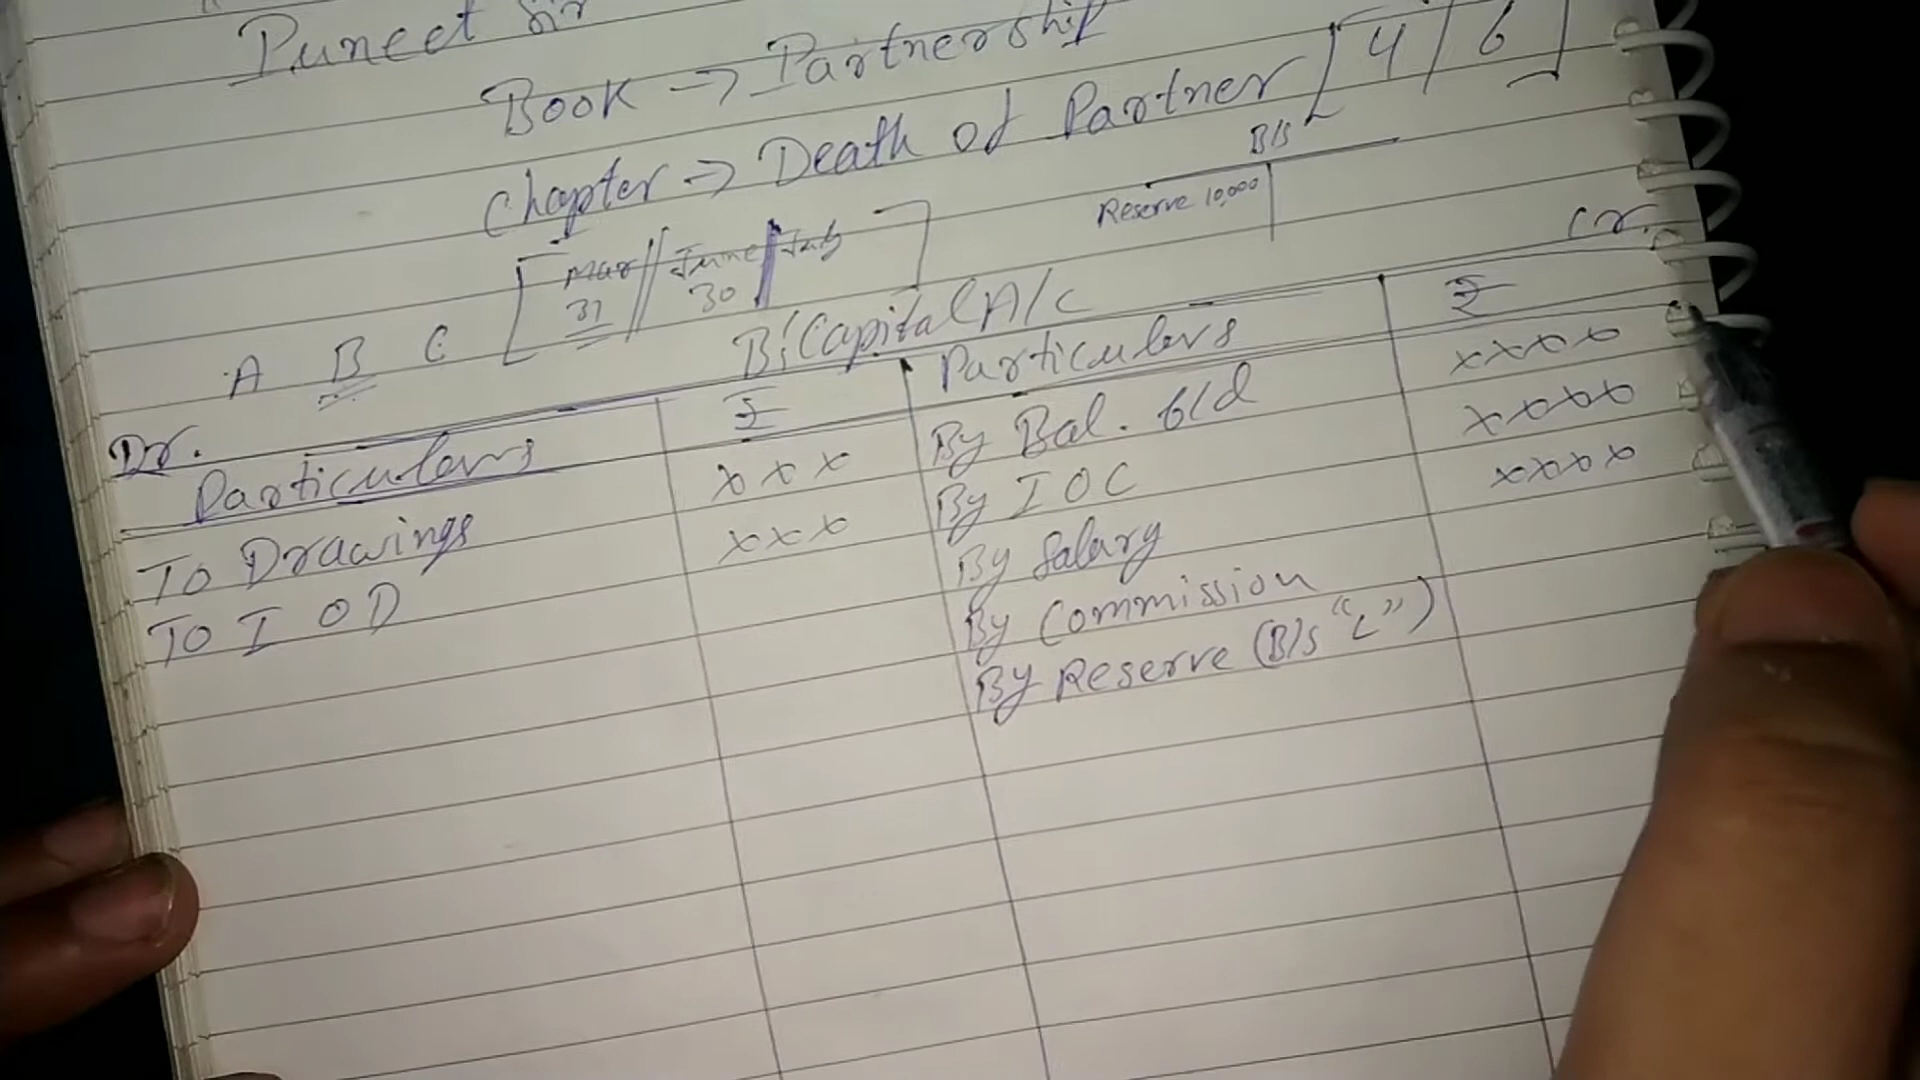 Puneet Sir
Book → Partnership
Chapter → Death of Partner [4/6]
B/S
Reserve 10,000
[Mar 31 // June 30 / July]
A B C
B's Capital A/c
Dr. Cr.
Particulars ₹ Particulars ₹
To Drawings xxx By Bal. b/d xxxx
To I O D xxx By I O C xxxx
By Salary xxxx
By Commission
By Reserve (B/s "L")